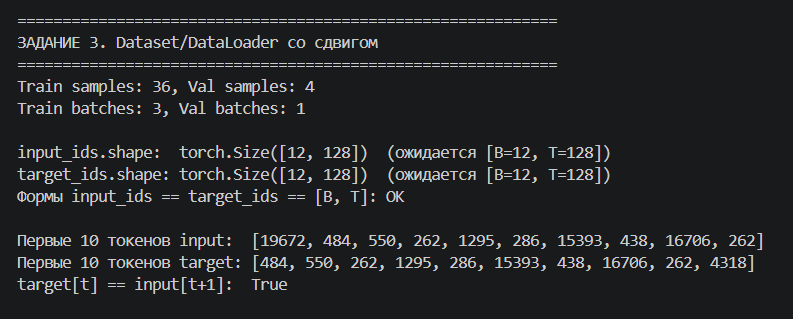 ============================================================
ЗАДАНИЕ 3. Dataset/DataLoader со сдвигом
============================================================
Train samples: 36, Val samples: 4
Train batches: 3, Val batches: 1
input_ids.shape:  torch.Size([12, 128])  (ожидается [B=12, T=128])
target_ids.shape: torch.Size([12, 128])  (ожидается [B=12, T=128])
Формы input_ids == target_ids == [B, T]: OK
Первые 10 токенов input:  [19672, 484, 550, 262, 1295, 286, 15393, 438, 16706, 262]
Первые 10 токенов target: [484, 550, 262, 1295, 286, 15393, 438, 16706, 262, 4318]
target[t] == input[t+1]:  True